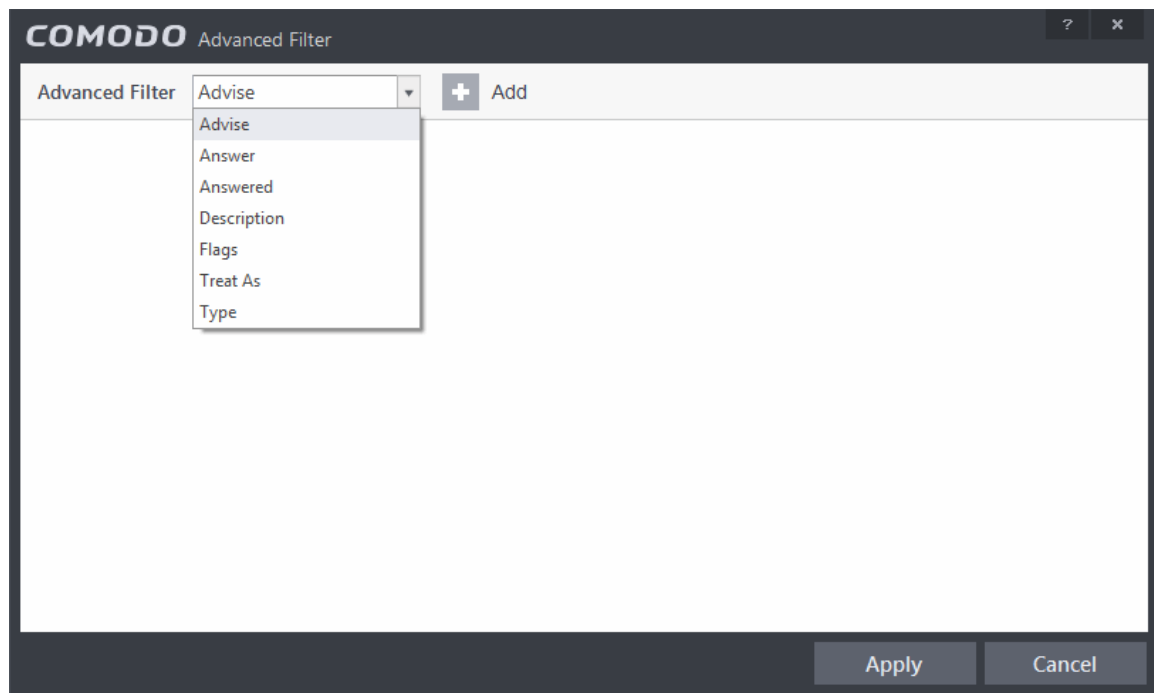 COMODO Advanced Filter ? x
Advanced Filter Advise + Add
Advise
Answer
Answered
Description
Flags
Treat As
Type
Apply Cancel